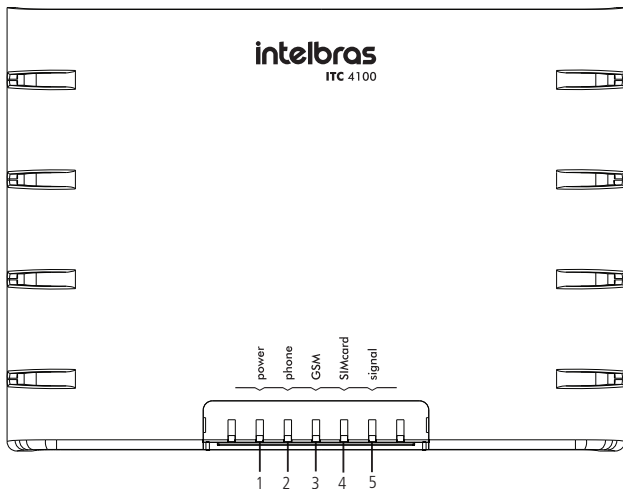 intelbras
ITC 4100
power
phone
GSM
SIMcard
signal
1 2 3 4 5